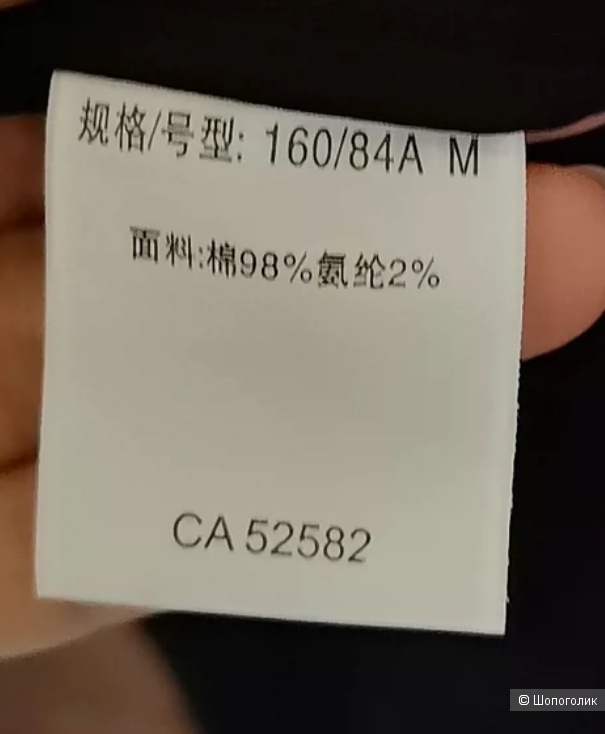 规格/号型: 160/84A M
面料:棉98%氨纶2%
CA 52582
© Шопоголик